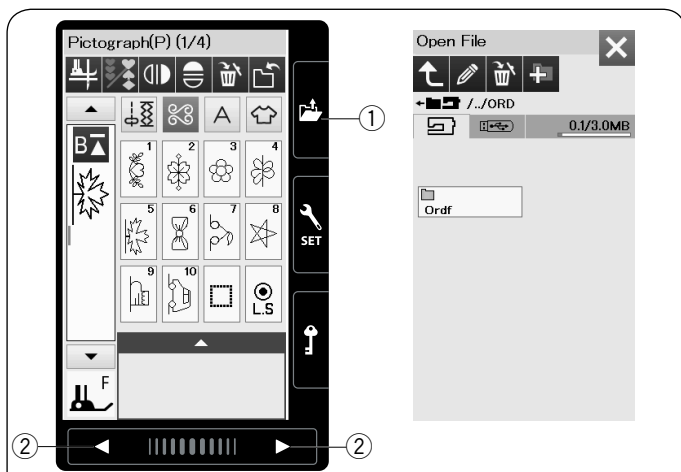 Pictograph(P) (1/4)
B
A
1 2 3 4
5 6 7 8
9 10
L.S
F
SET
1
2
2
Open File
/../ORD
0.1/3.0MB
Ordf